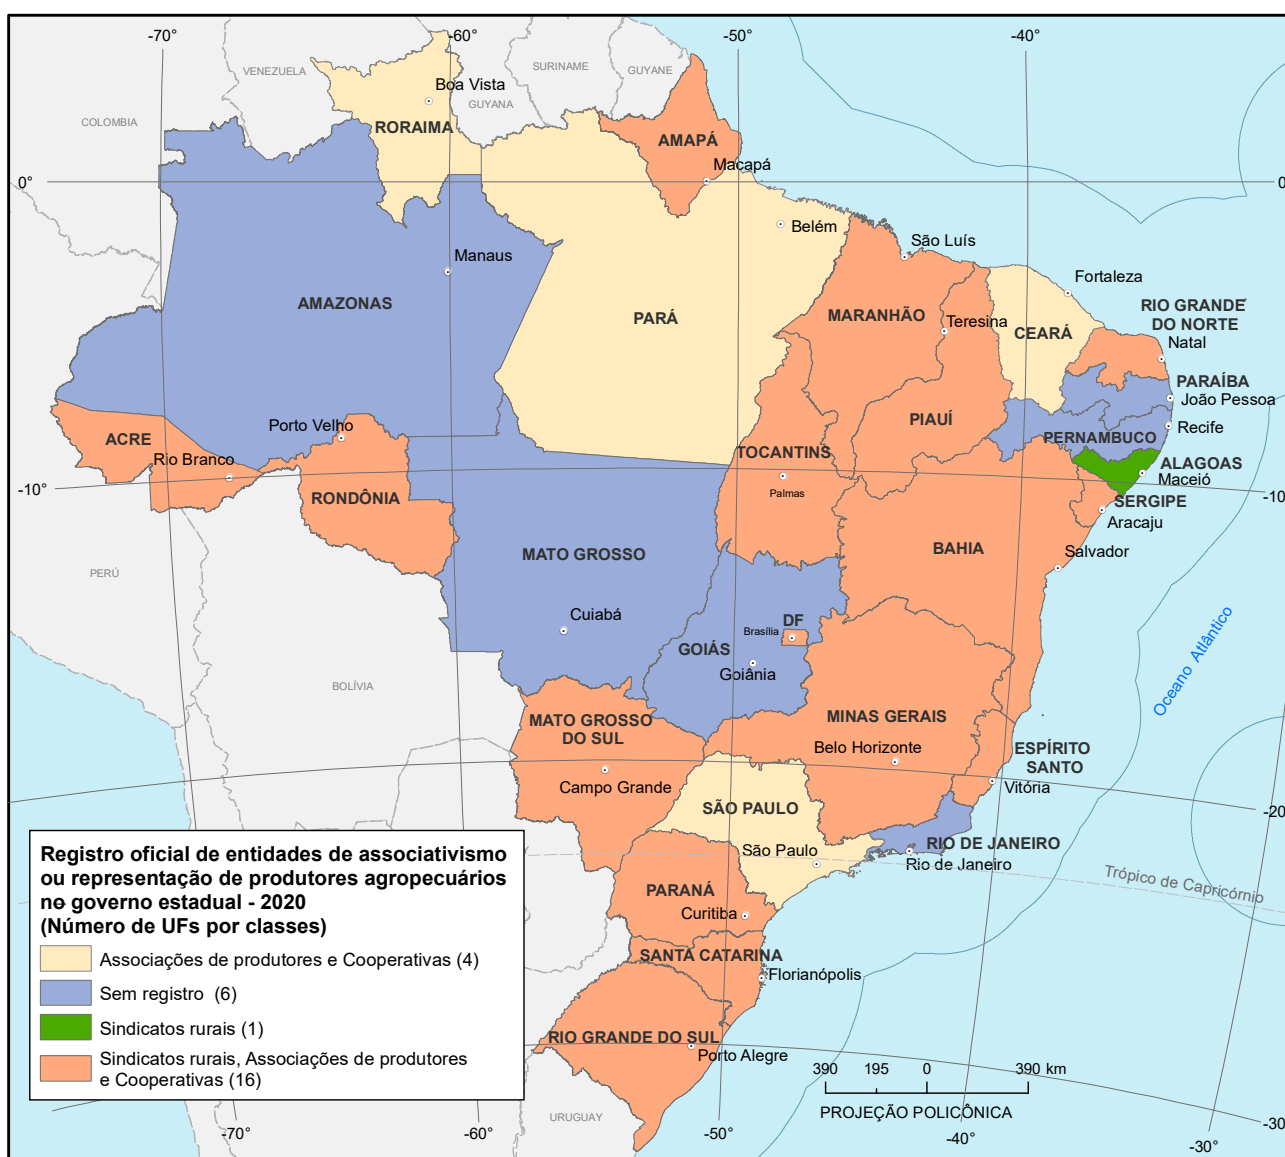 -70°
-60°
-50°
-40°
VENEZUELA
SURINAME
GUYANE
Boa Vista
GUYANA
COLOMBIA
RORAIMA
AMAPÁ
Macapá
0°
0
Belém
São Luís
Manaus
Fortaleza
AMAZONAS
PARÁ
MARANHÃO
Teresina
CEARÁ
RIO GRANDE
DO NORTE
Natal
PARAÍBA
João Pessoa
PIAUÍ
Recife
PERNAMBUCO
ACRE
Porto Velho
Rio Branco
TOCANTINS
ALAGOAS
Maceió
-10°
RONDÔNIA
Palmas
-10
SERGIPE
Aracaju
MATO GROSSO
BAHIA
Salvador
PERÚ
Cuiabá
DF
Brasília
GOIÁS
Goiânia
Oceano Atlântico
BOLÍVIA
MATO GROSSO
DO SUL
MINAS GERAIS
Belo Horizonte
ESPÍRITO
SANTO
Campo Grande
Vitória
SÃO PAULO
-20
São Paulo
RIO DE JANEIRO
Rio de Janeiro
Trópico de Capricórnio
PARANÁ
Curitiba
SANTA CATARINA
Florianópolis
RIO GRANDE DO SUL
Porto Alegre
URUGUAY
Registro oficial de entidades de associativismo
ou representação de produtores agropecuários
no governo estadual - 2020
(Número de UFs por classes)
Associações de produtores e Cooperativas (4)
Sem registro (6)
Sindicatos rurais (1)
Sindicatos rurais, Associações de produtores
e Cooperativas (16)
390 195 0 390 km
PROJEÇÃO POLICÔNICA
-70°
-60°
-50°
-40°
-30°
-30